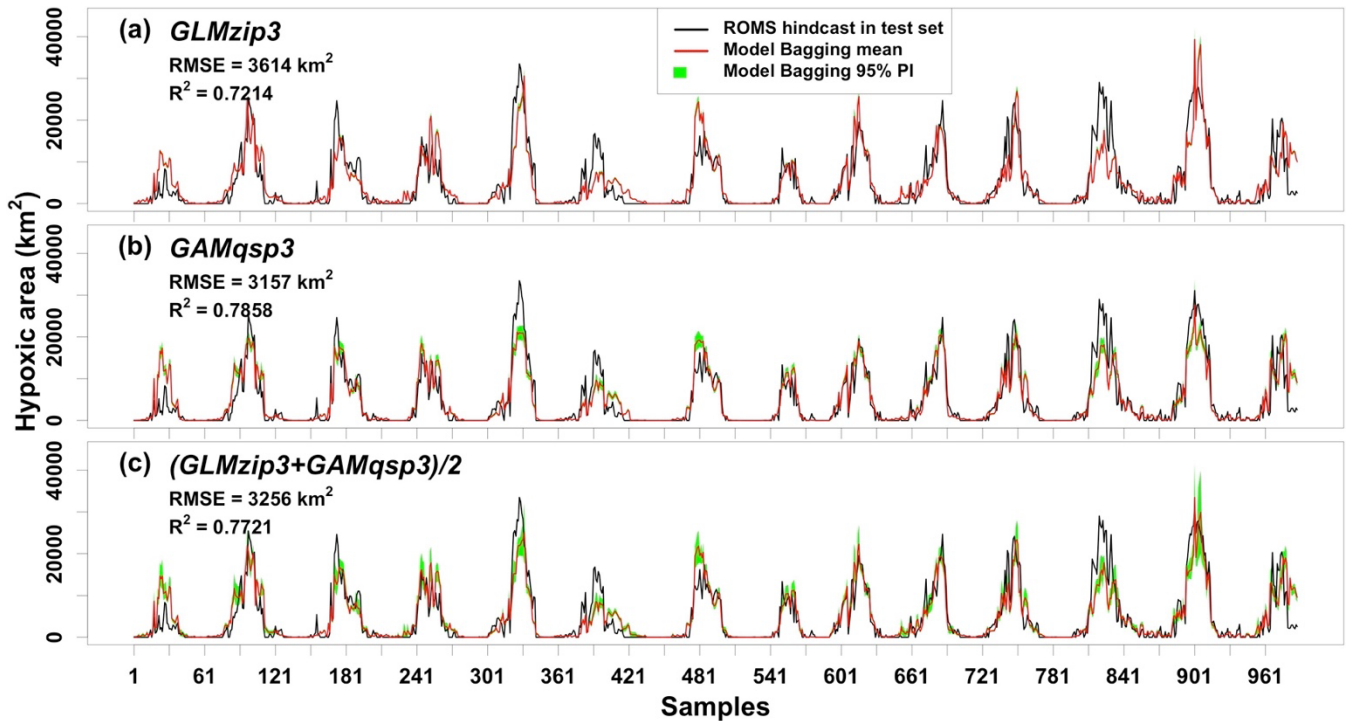 (a) GLMzip3
RMSE = 3614 km²
R² = 0.7214
ROMS hindcast in test set
Model Bagging mean
Model Bagging 95% PI
40000
20000
0
(b) GAMqsp3
RMSE = 3157 km²
R² = 0.7858
40000
20000
0
Hypoxic area (km²)
(c) (GLMzip3+GAMqsp3)/2
RMSE = 3256 km²
R² = 0.7721
40000
20000
0
1 61 121 181 241 301 361 421 481 541 601 661 721 781 841 901 961
Samples